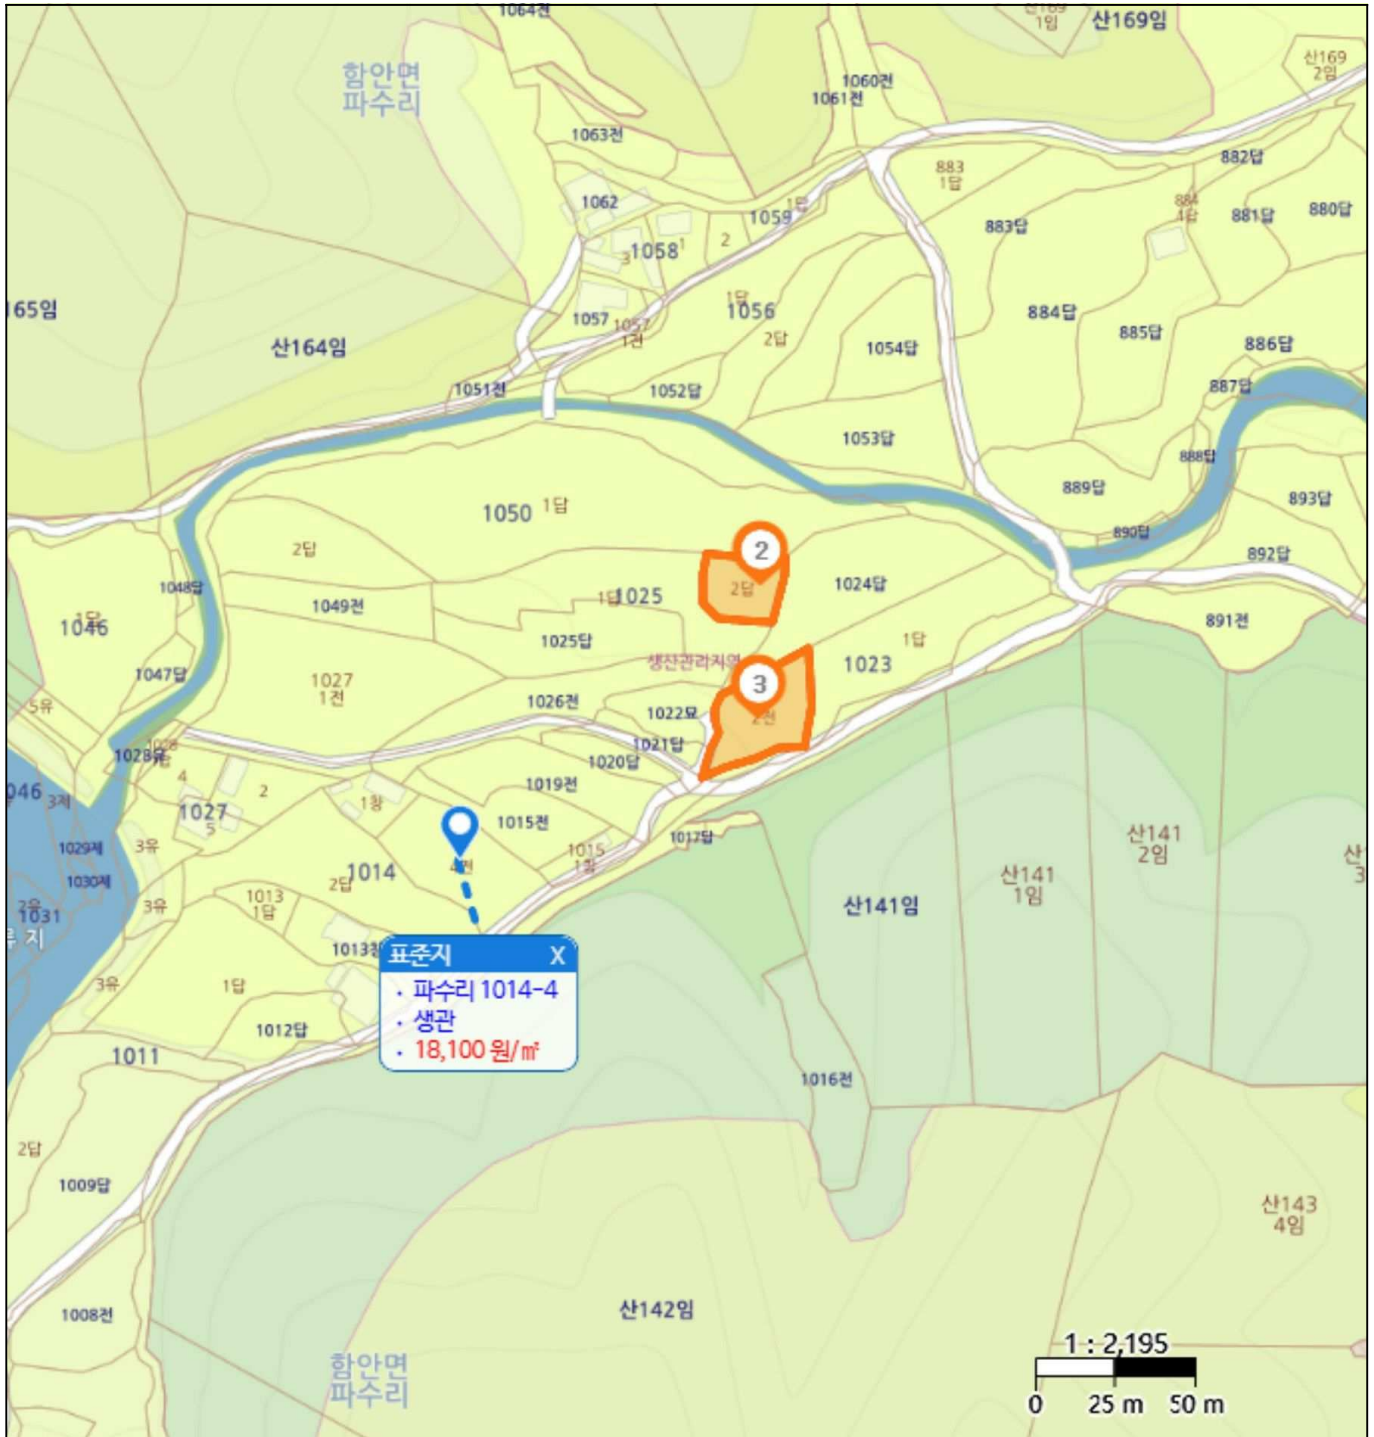 1064전
산169
1임
산169임
산169
2임
함안면
파수리
1060전
1061전
1063전
882답
883
1답
1062
1답
1059
884
4답
881답
880답
883답
2
1
1058
3
165임
1답
1056
884답
1057
1057
1전
885답
886답
산164임
2답
1054답
887답
1051전
1052답
1053답
888답
889답
893답
1050
1답
890답
2
2답
892답
1048답
2답
1024답
1049전
1답
1025
1답
1046
891전
1025답
1답
생산관리지역
1023
1047답
3
1027
1전
5유
1026전
1022묘
2전
1021답
1028유
1020답
4
1019전
046
3제
2
1창
1027
1015전
5
1017답
산141
2임
1029제
3유
1015
1창
4전
1014
산141
1임
1030제
2답
2유
3유
1013
1답
산141임
1031
지
표준지 X
· 파수리 1014-4
· 생관
· 18,100 원/㎡
3유
1답
1012답
1011
1016전
2답
1009답
산143
4임
1008전
산142임
1 : 2,195
함안면
파수리
0 25 m 50 m